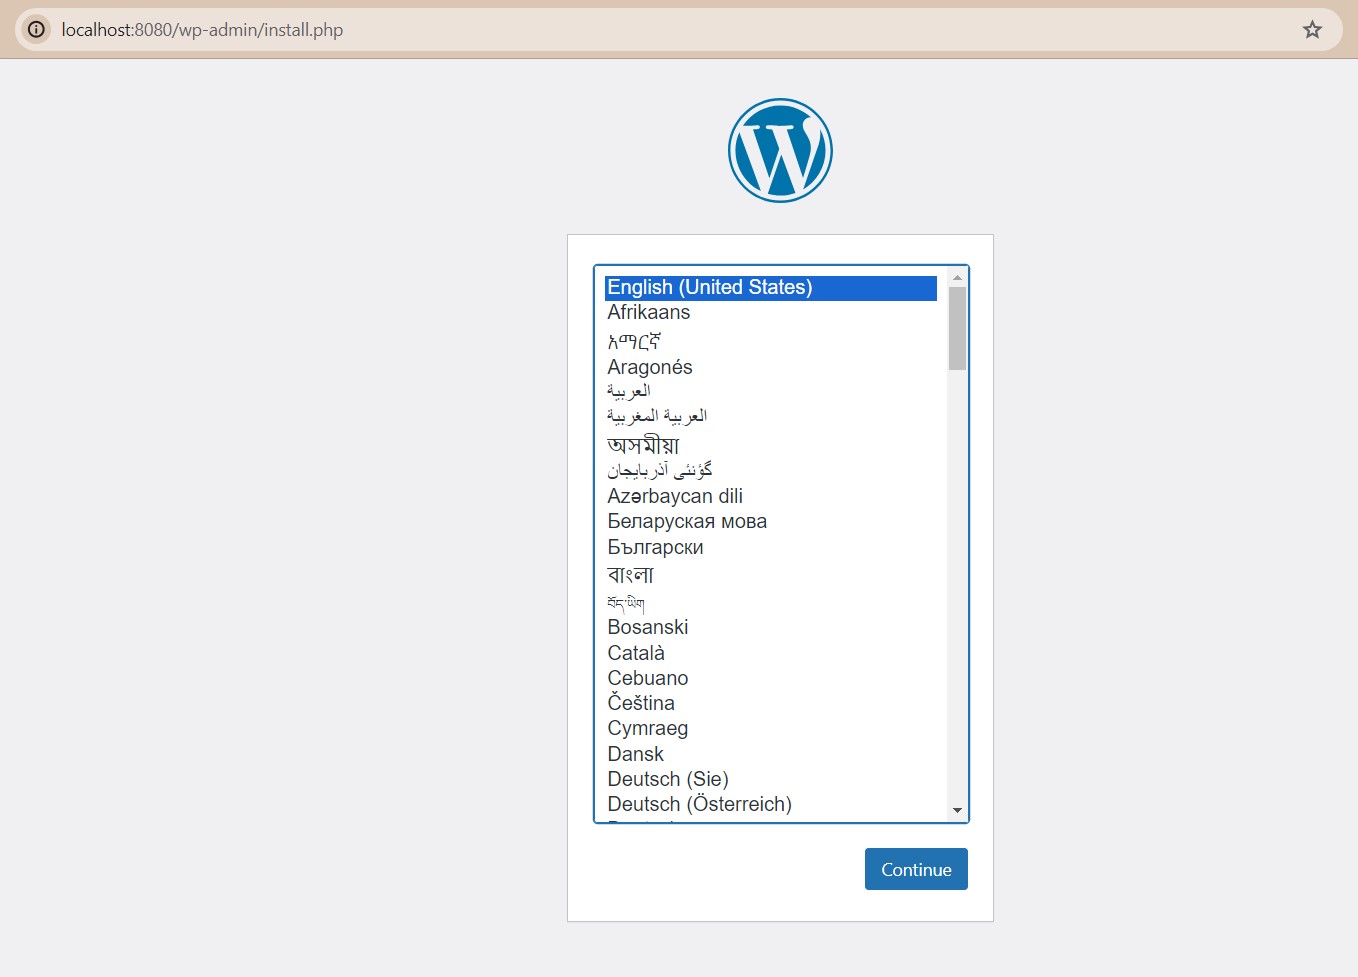 localhost:8080/wp-admin/install.php
English (United States)
Afrikaans
አማርኛ
Aragonés
العربية
العربية المغربية
অসমীয়া
گؤنئی آذربایجان
Azərbaycan dili
Беларуская мова
Български
বাংলা
བོད་ཡིག
Bosanski
Català
Cebuano
Čeština
Cymraeg
Dansk
Deutsch (Sie)
Deutsch (Österreich)
Continue